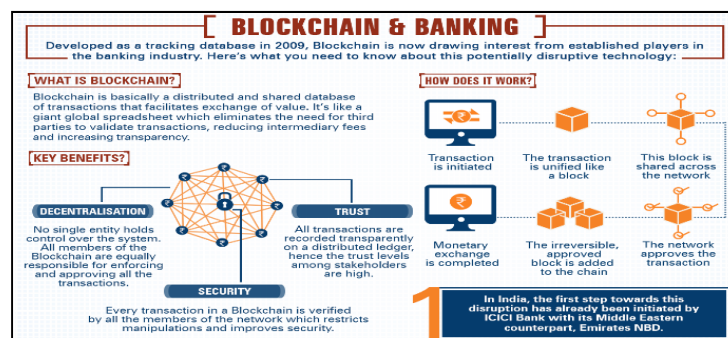 BLOCKCHAIN & BANKING
Developed as a tracking database in 2009, Blockchain is now drawing interest from established players in
the banking industry. Here's what you need to know about this potentially disruptive technology:
WHAT IS BLOCKCHAIN?
Blockchain is basically a distributed and shared database
of transactions that facilitates exchange of value. It's like a
giant global spreadsheet which eliminates the need for third
parties to validate transactions, reducing intermediary fees
and increasing transparency.
KEY BENEFITS?
DECENTRALISATION
No single entity holds
control over the system.
All members of the
Blockchain are equally
responsible for enforcing
and approving all the
transactions.
TRUST
All transactions are
recorded transparently
on a distributed ledger,
hence the trust levels
among stakeholders
are high.
SECURITY
Every transaction in a Blockchain is verified
by all the members of the network which restricts
manipulations and improves security.
HOW DOES IT WORK?
₹
Transaction
is initiated
The transaction
is unified like
a block
This block is
shared across
the network
The network
approves the
transaction
The irreversible,
approved
block is added
to the chain
₹
Monetary
exchange
is completed
1
In India, the first step towards this
disruption has already been initiated by
ICICI Bank with its Middle Eastern
counterpart, Emirates NBD.